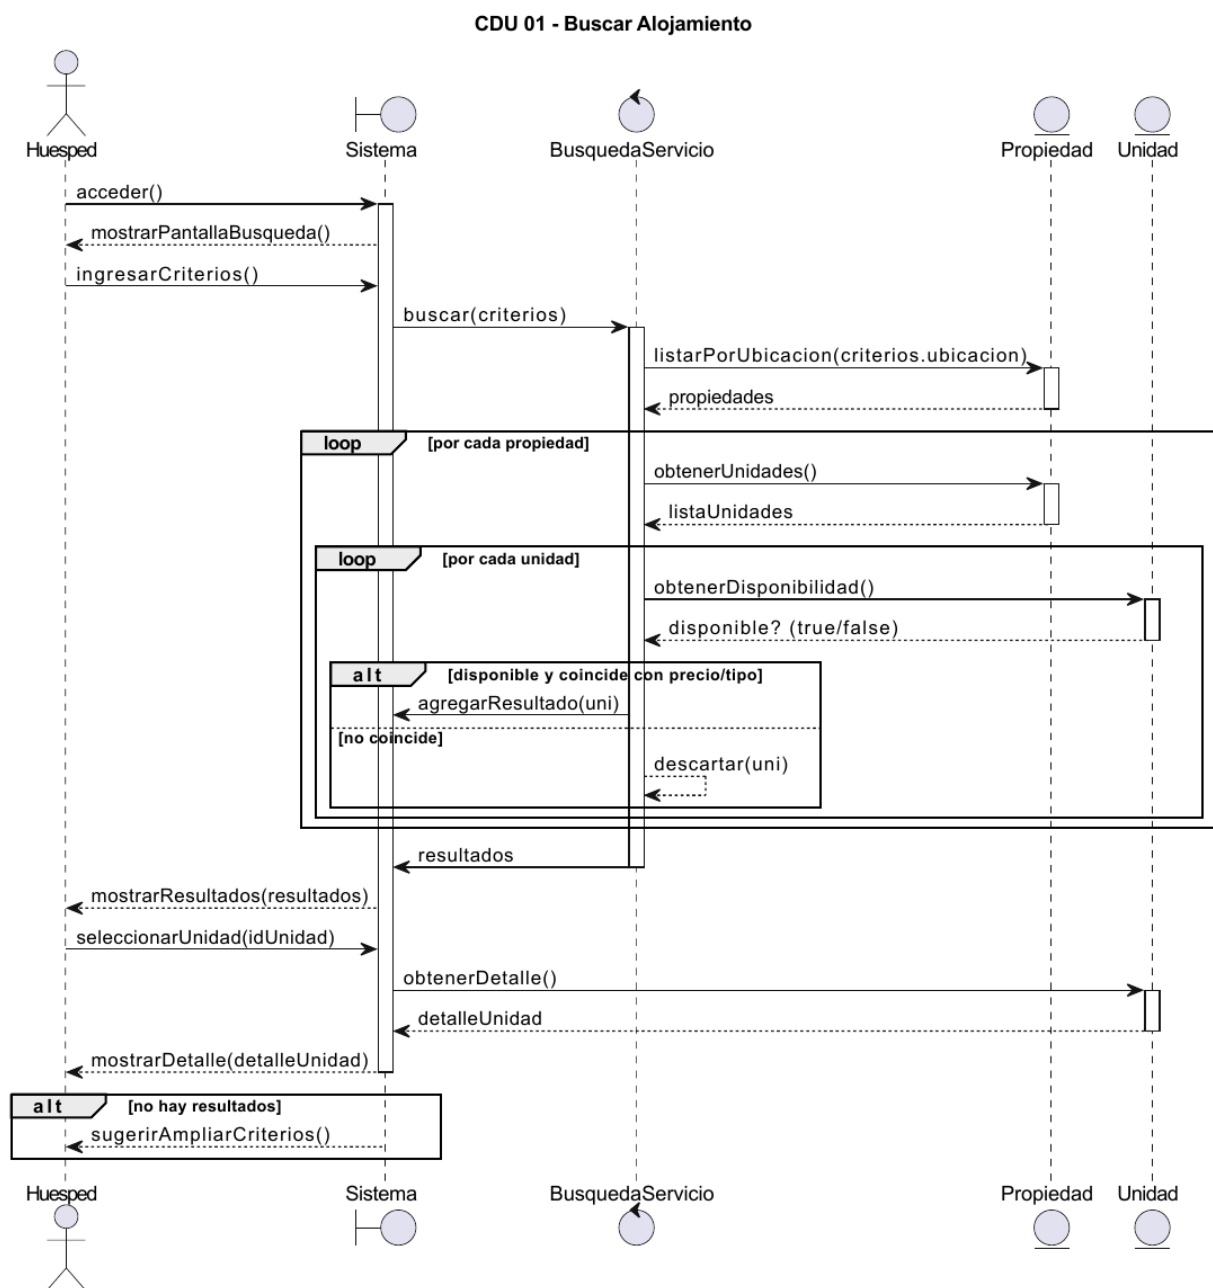 CDU 01 - Buscar Alojamiento
Huesped
Sistema
BusquedaServicio
Propiedad
Unidad
acceder()
mostrarPantallaBusqueda()
ingresarCriterios()
buscar(criterios)
listarPorUbicacion(criterios.ubicacion)
propiedades
loop [por cada propiedad]
obtenerUnidades()
listaUnidades
loop [por cada unidad]
obtenerDisponibilidad()
disponible? (true/false)
alt [disponible y coincide con precio/tipo]
agregarResultado(uni)
[no coincide]
descartar(uni)
resultados
mostrarResultados(resultados)
seleccionarUnidad(idUnidad)
obtenerDetalle()
detalleUnidad
mostrarDetalle(detalleUnidad)
alt [no hay resultados]
sugerirAmpliarCriterios()
Huesped
Sistema
BusquedaServicio
Propiedad
Unidad